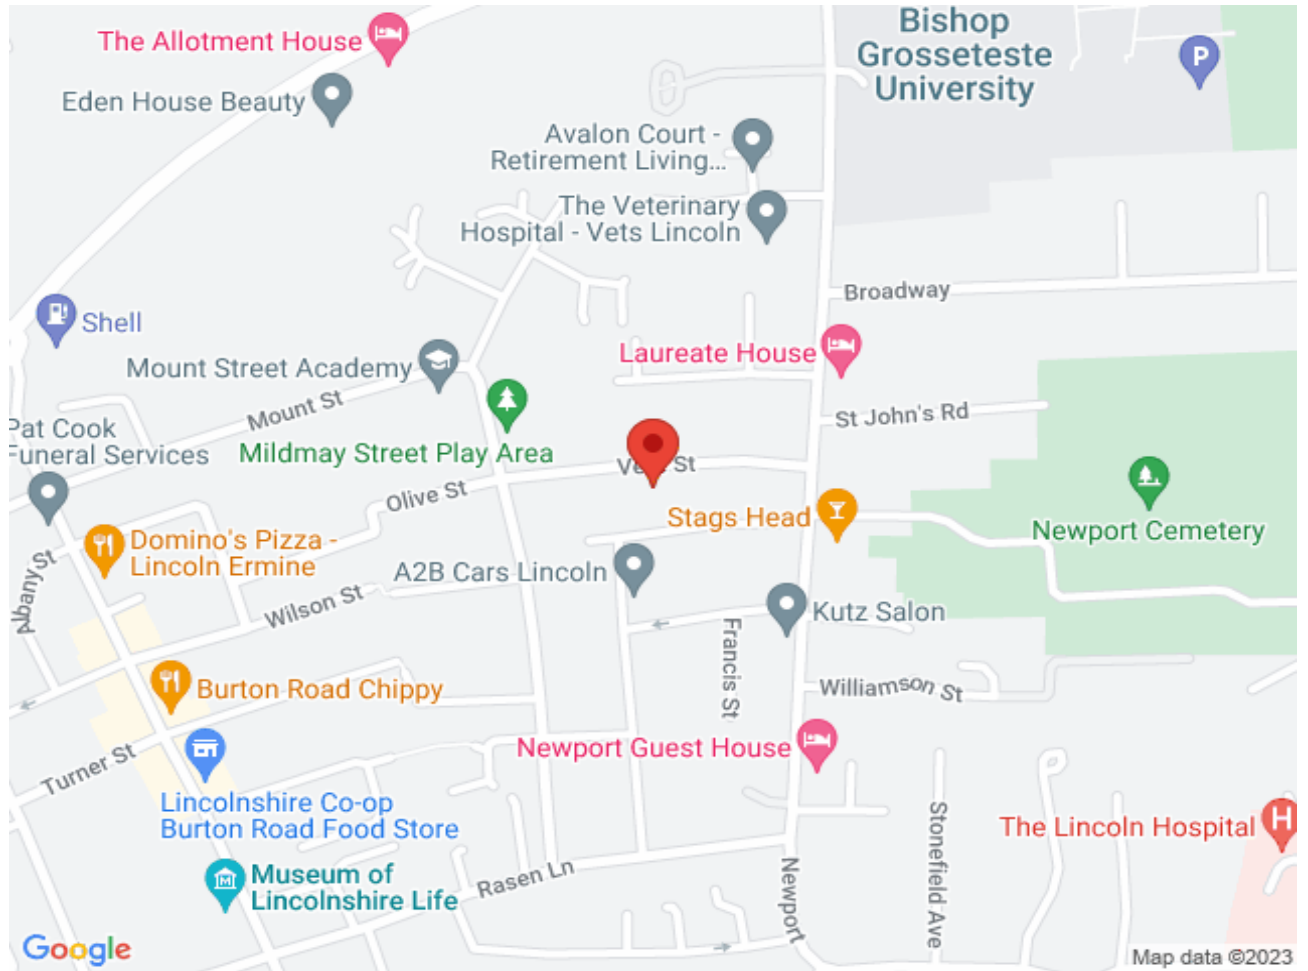 Bishop
Grosseteste
University
P
The Allotment House
Eden House Beauty
Avalon Court -
Retirement Living...
The Veterinary
Hospital - Vets Lincoln
Broadway
Shell
Laureate House
Mount Street Academy
Mount St
St John's Rd
Pat Cook
Funeral Services
Mildmay Street Play Area
St
Olive St
Stags Head
Newport Cemetery
Domino's Pizza -
Lincoln Ermine
A2B Cars Lincoln
Albany St
Wilson St
Kutz Salon
Francis St
Burton Road Chippy
Williamson St
Newport Guest House
Turner St
Lincolnshire Co-op
Burton Road Food Store
Stonefield Ave
The Lincoln Hospital
H
Museum of
Lincolnshire Life
M
Rasen Ln
Newport
Google
Map data ©2023